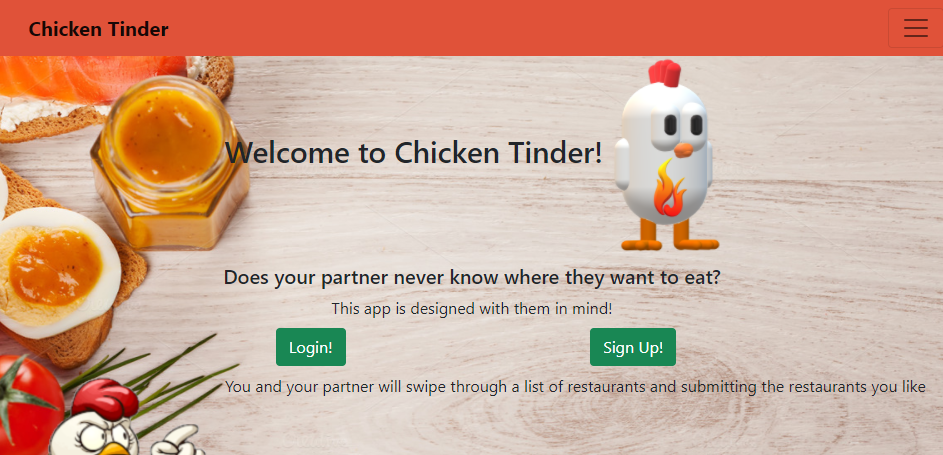 Chicken Tinder
Welcome to Chicken Tinder!
Does your partner never know where they want to eat?
This app is designed with them in mind!
Login!
Sign Up!
You and your partner will swipe through a list of restaurants and submitting the restaurants you like